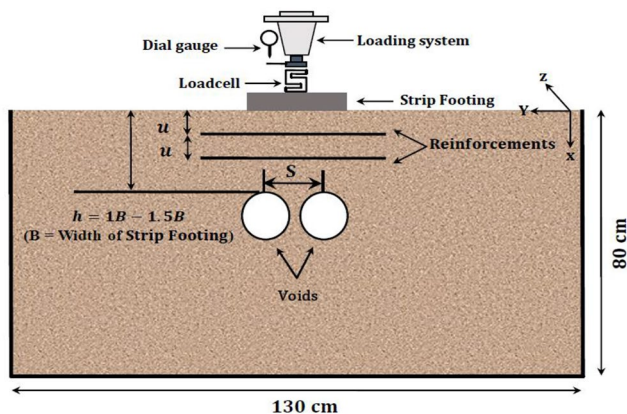 Dial gauge
Loading system
Loadcell
Strip Footing
z
Y
x
u
u
Reinforcements
S
h = 1B − 1.5B
(B = Width of Strip Footing)
Voids
80 cm
130 cm